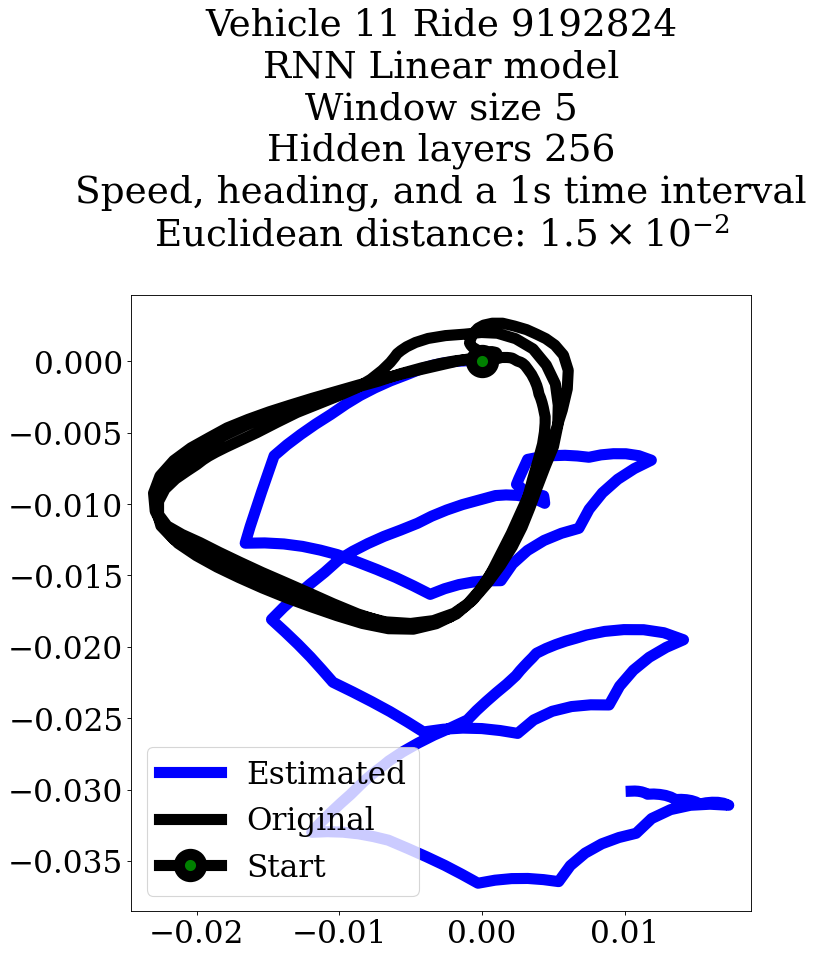 Vehicle 11 Ride 9192824
RNN Linear model
Window size 5
Hidden layers 256
Speed, heading, and a 1s time interval
Euclidean distance: 1.5 × 10⁻²
0.000
−0.005
−0.010
−0.015
−0.020
−0.025
−0.030
−0.035
Estimated
Original
Start
−0.02 −0.01 0.00 0.01